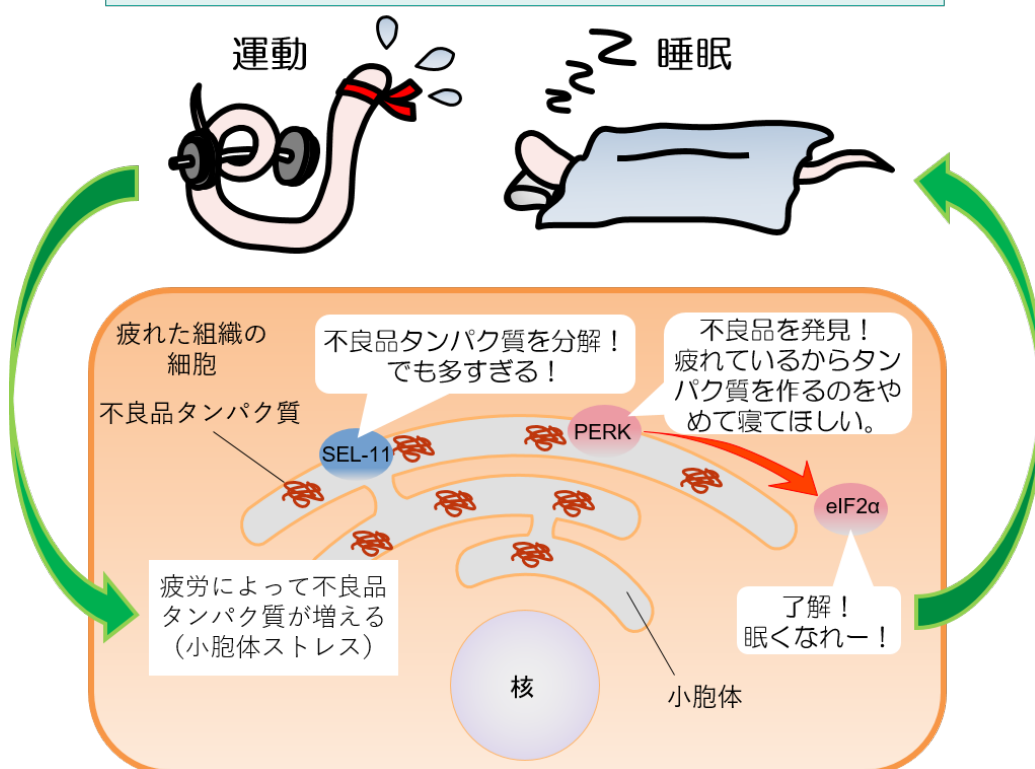 運動
睡眠
疲れた組織の
細胞
不良品タンパク質を分解！
でも多すぎる！
不良品を発見！
疲れているからタン
パク質を作るのをや
めて寝てほしい。
不良品タンパク質
SEL-11
PERK
eIF2α
疲労によって不良品
タンパク質が増える
（小胞体ストレス）
了解！
眠くなれー！
核
小胞体